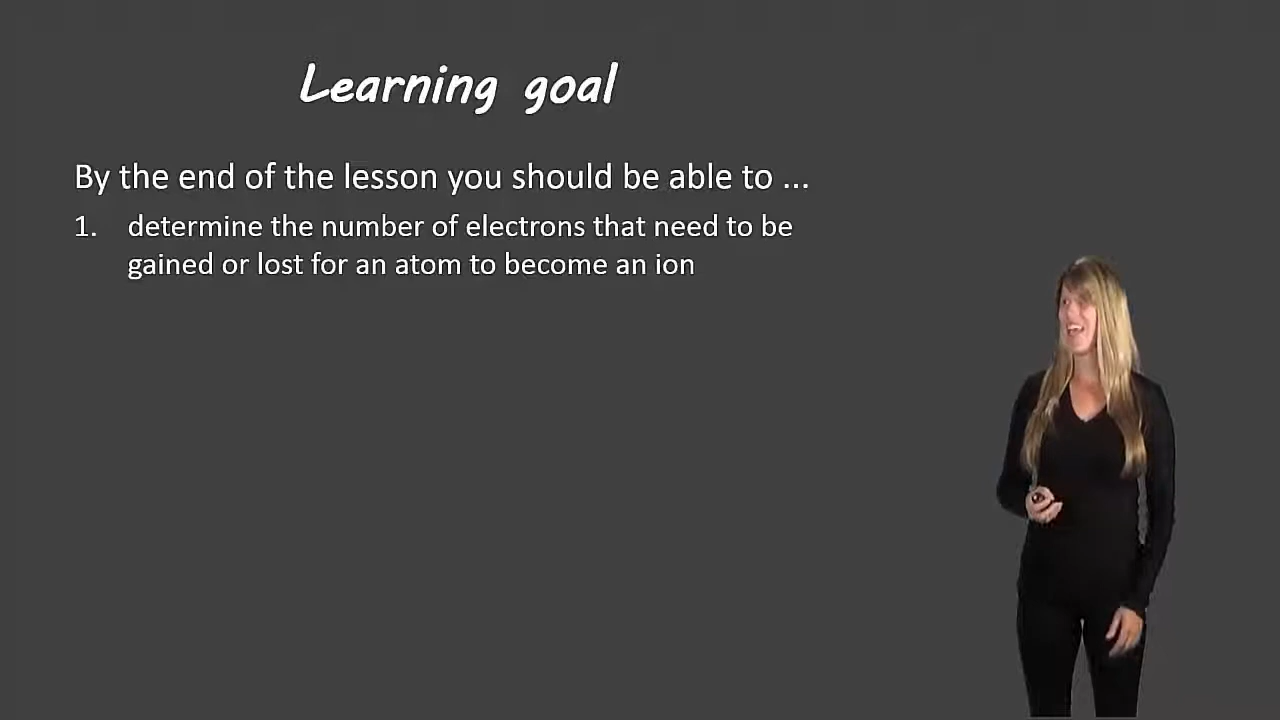 Learning goal
By the end of the lesson you should be able to ...
1. determine the number of electrons that need to be
gained or lost for an atom to become an ion